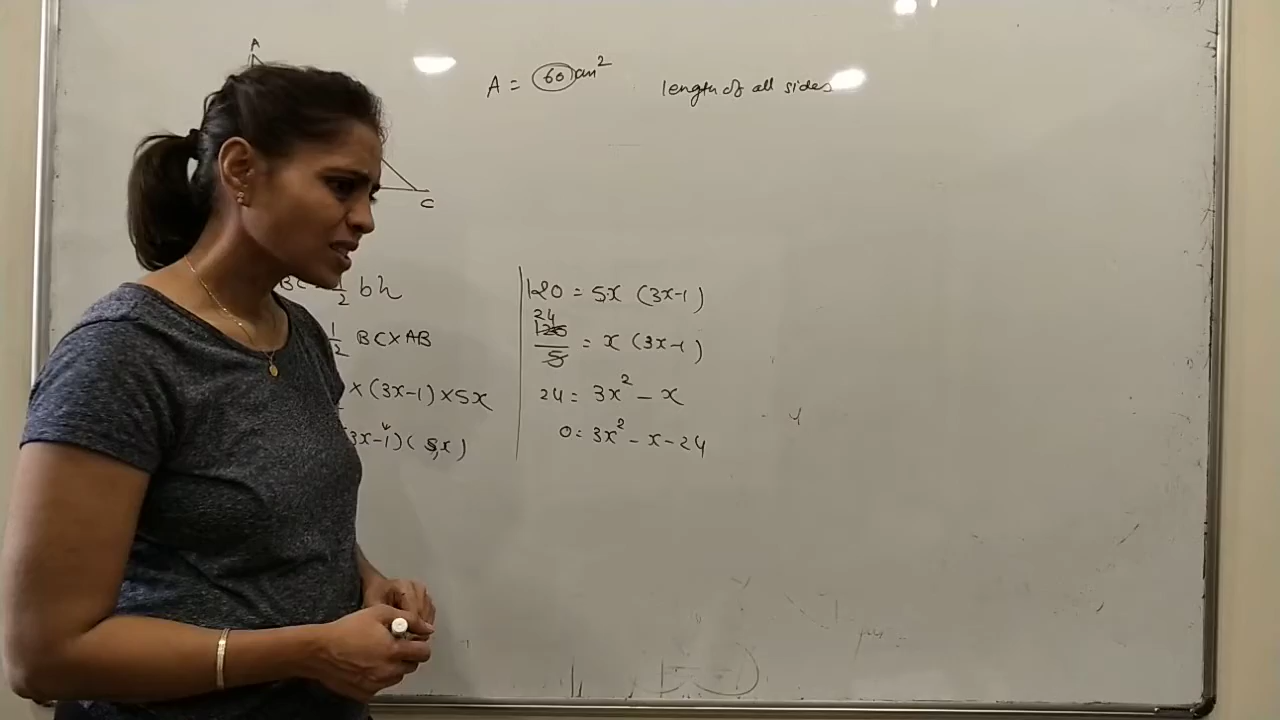 A
A = 60 cm² length of all sides
C
BC = 1/2 bh
1/2 BC×AB
×(3x-1)×5x
3x-1)(5x)
120 = 5x (3x-1)
24
120/5 = x (3x-1)
24 = 3x² - x
0 = 3x² - x - 24